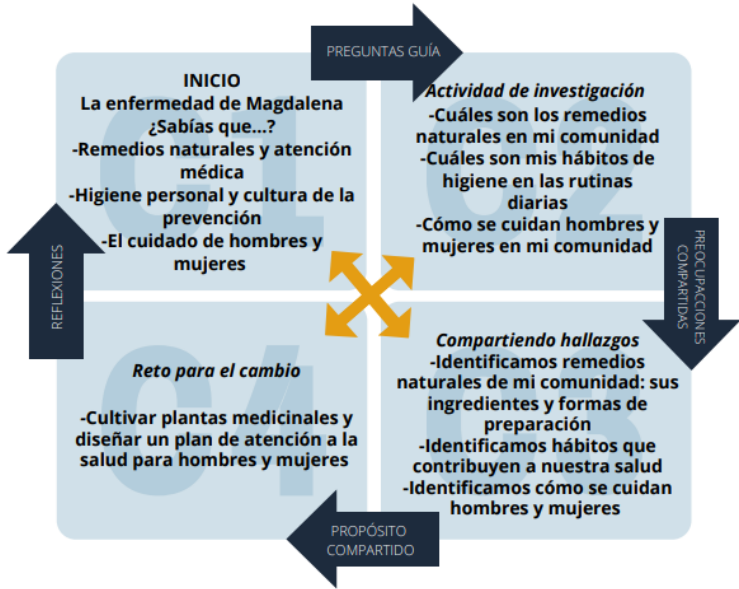 PREGUNTAS GUÍA
C1
INICIO
La enfermedad de Magdalena
¿Sabías que...?
-Remedios naturales y atención
médica
-Higiene personal y cultura de la
prevención
-El cuidado de hombres y
mujeres
C2
Actividad de investigación
-Cuáles son los remedios
naturales en mi comunidad
-Cuáles son mis hábitos de
higiene en las rutinas
diarias
-Cómo se cuidan hombres y
mujeres en mi comunidad
PREOCUPACCIONES
COMPARTIDAS
C3
Compartiendo hallazgos
-Identificamos remedios
naturales de mi comunidad: sus
ingredientes y formas de
preparación
-Identificamos hábitos que
contribuyen a nuestra salud
-Identificamos cómo se cuidan
hombres y mujeres
PROPÓSITO
COMPARTIDO
C4
Reto para el cambio
-Cultivar plantas medicinales y
diseñar un plan de atención a la
salud para hombres y mujeres
REFLEXIONES